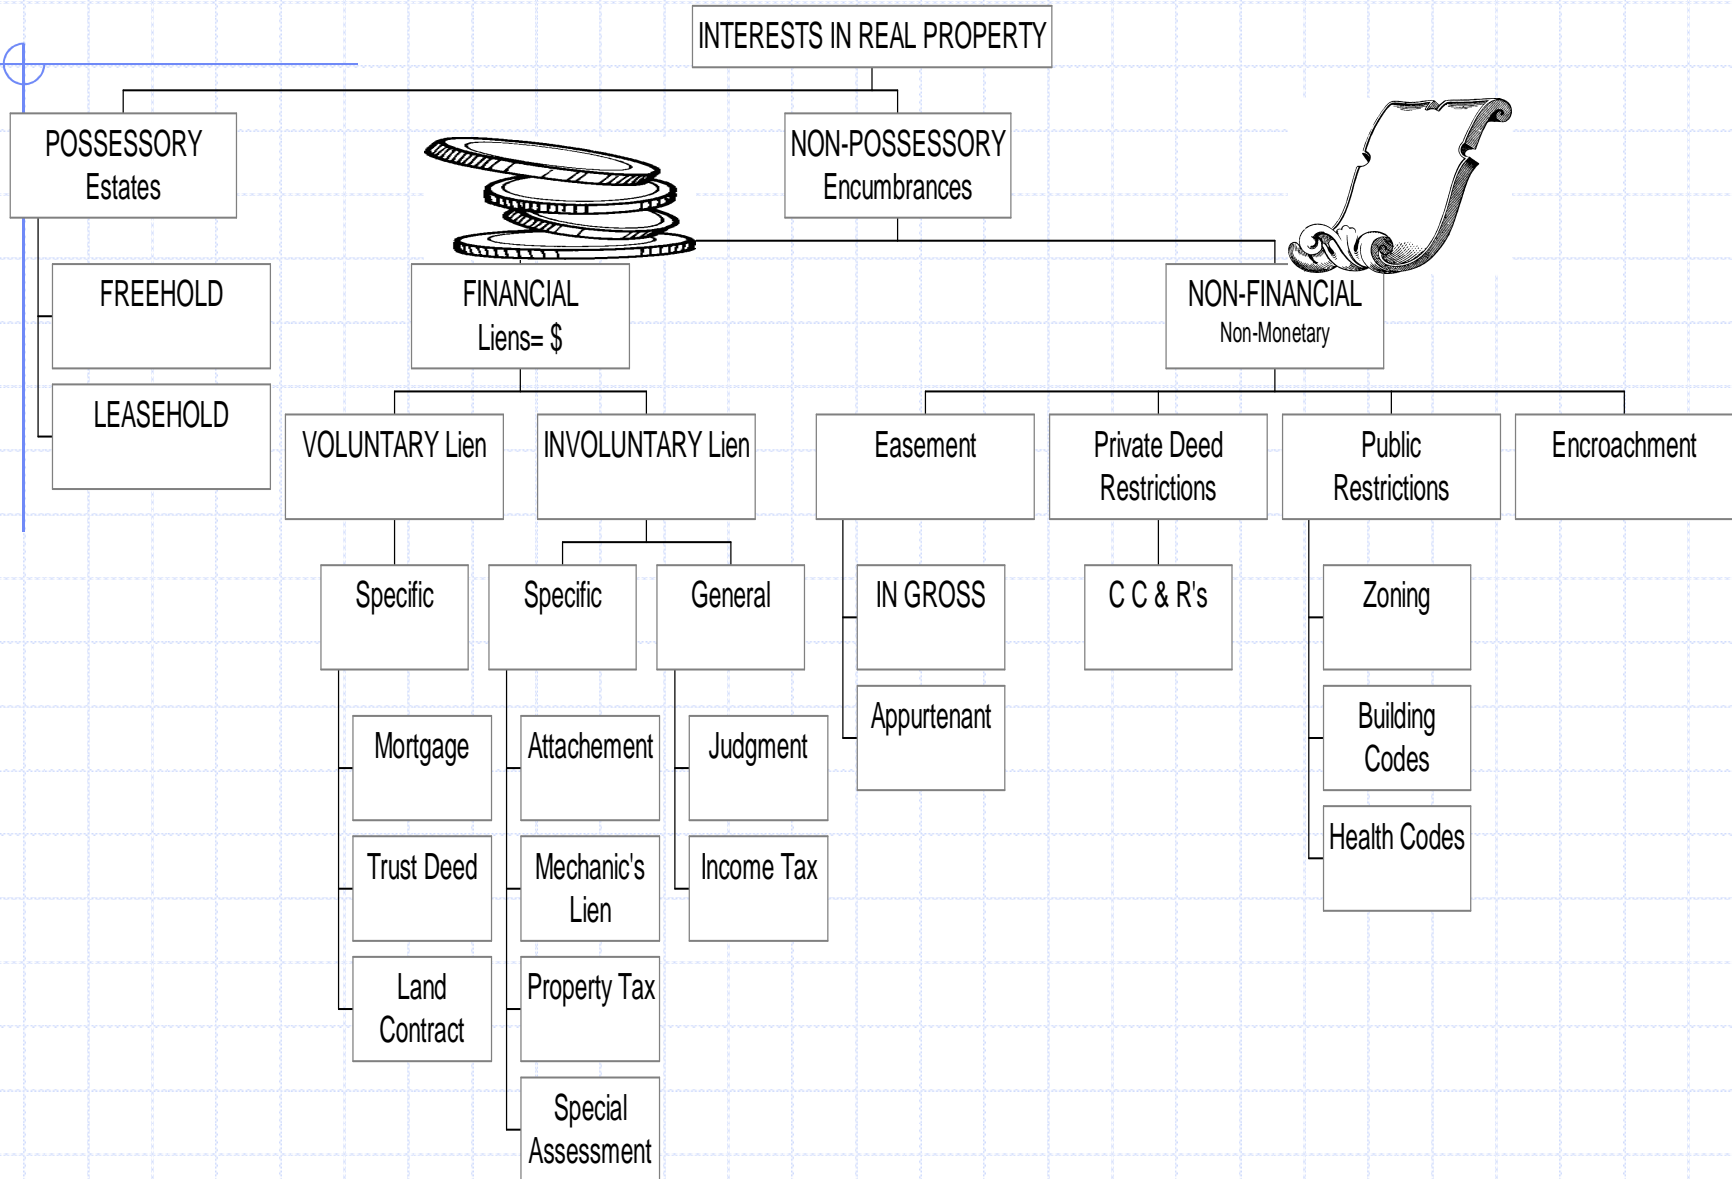 INTERESTS IN REAL PROPERTY
POSSESSORY
Estates
NON-POSSESSORY
Encumbrances
FREEHOLD
LEASEHOLD
FINANCIAL
Liens= $
NON-FINANCIAL
Non-Monetary
VOLUNTARY Lien
INVOLUNTARY Lien
Easement
Private Deed
Restrictions
Public
Restrictions
Encroachment
Specific
Specific
General
IN GROSS
C C & R's
Zoning
Mortgage
Attachement
Judgment
Appurtenant
Building
Codes
Trust Deed
Mechanic's
Lien
Income Tax
Health Codes
Land
Contract
Property Tax
Special
Assessment